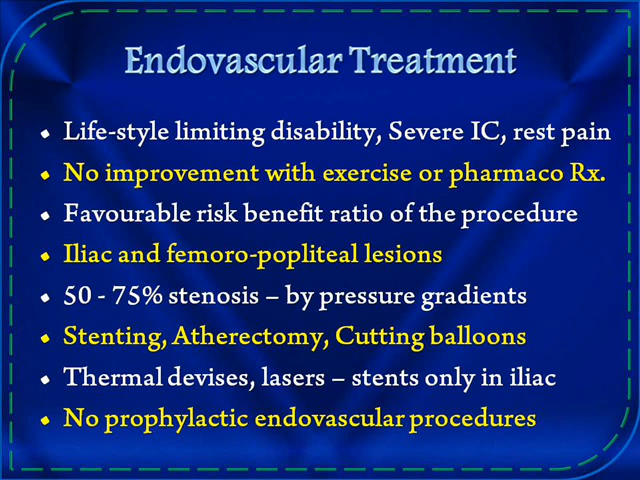 Endovascular Treatment
• Life-style limiting disability, Severe IC, rest pain
• No improvement with exercise or pharmaco Rx.
• Favourable risk benefit ratio of the procedure
• Iliac and femoro-popliteal lesions
• 50 - 75% stenosis – by pressure gradients
• Stenting, Atherectomy, Cutting balloons
• Thermal devises, lasers – stents only in iliac
• No prophylactic endovascular procedures